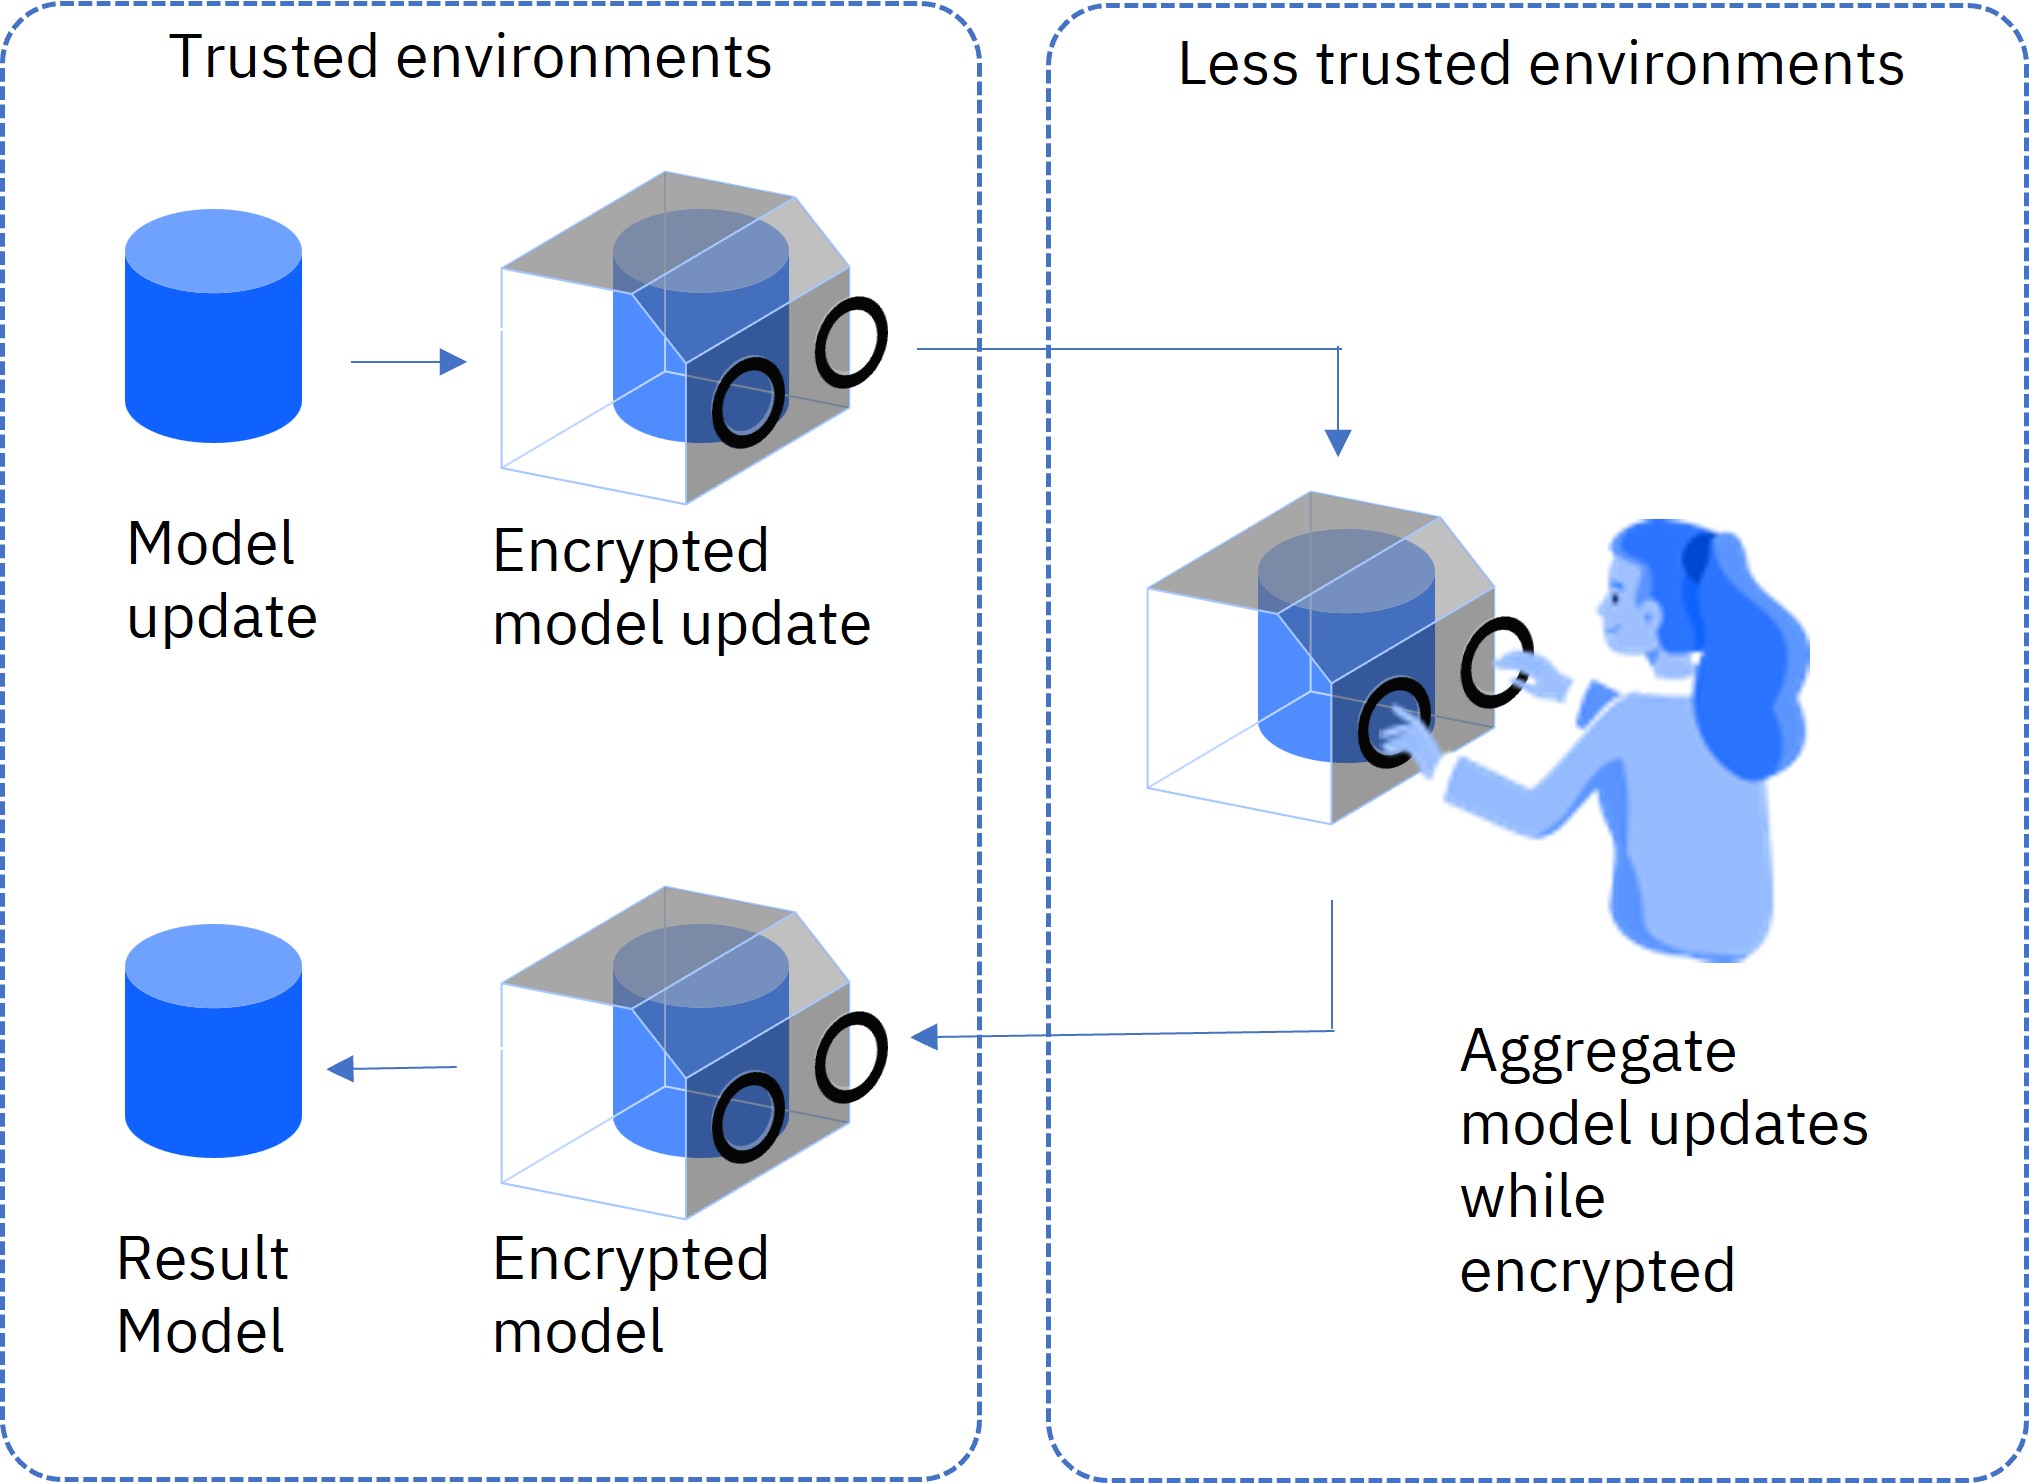 Trusted environments
Less trusted environments
Model
update
Encrypted
model update
Aggregate
model updates
while
encrypted
Result
Model
Encrypted
model